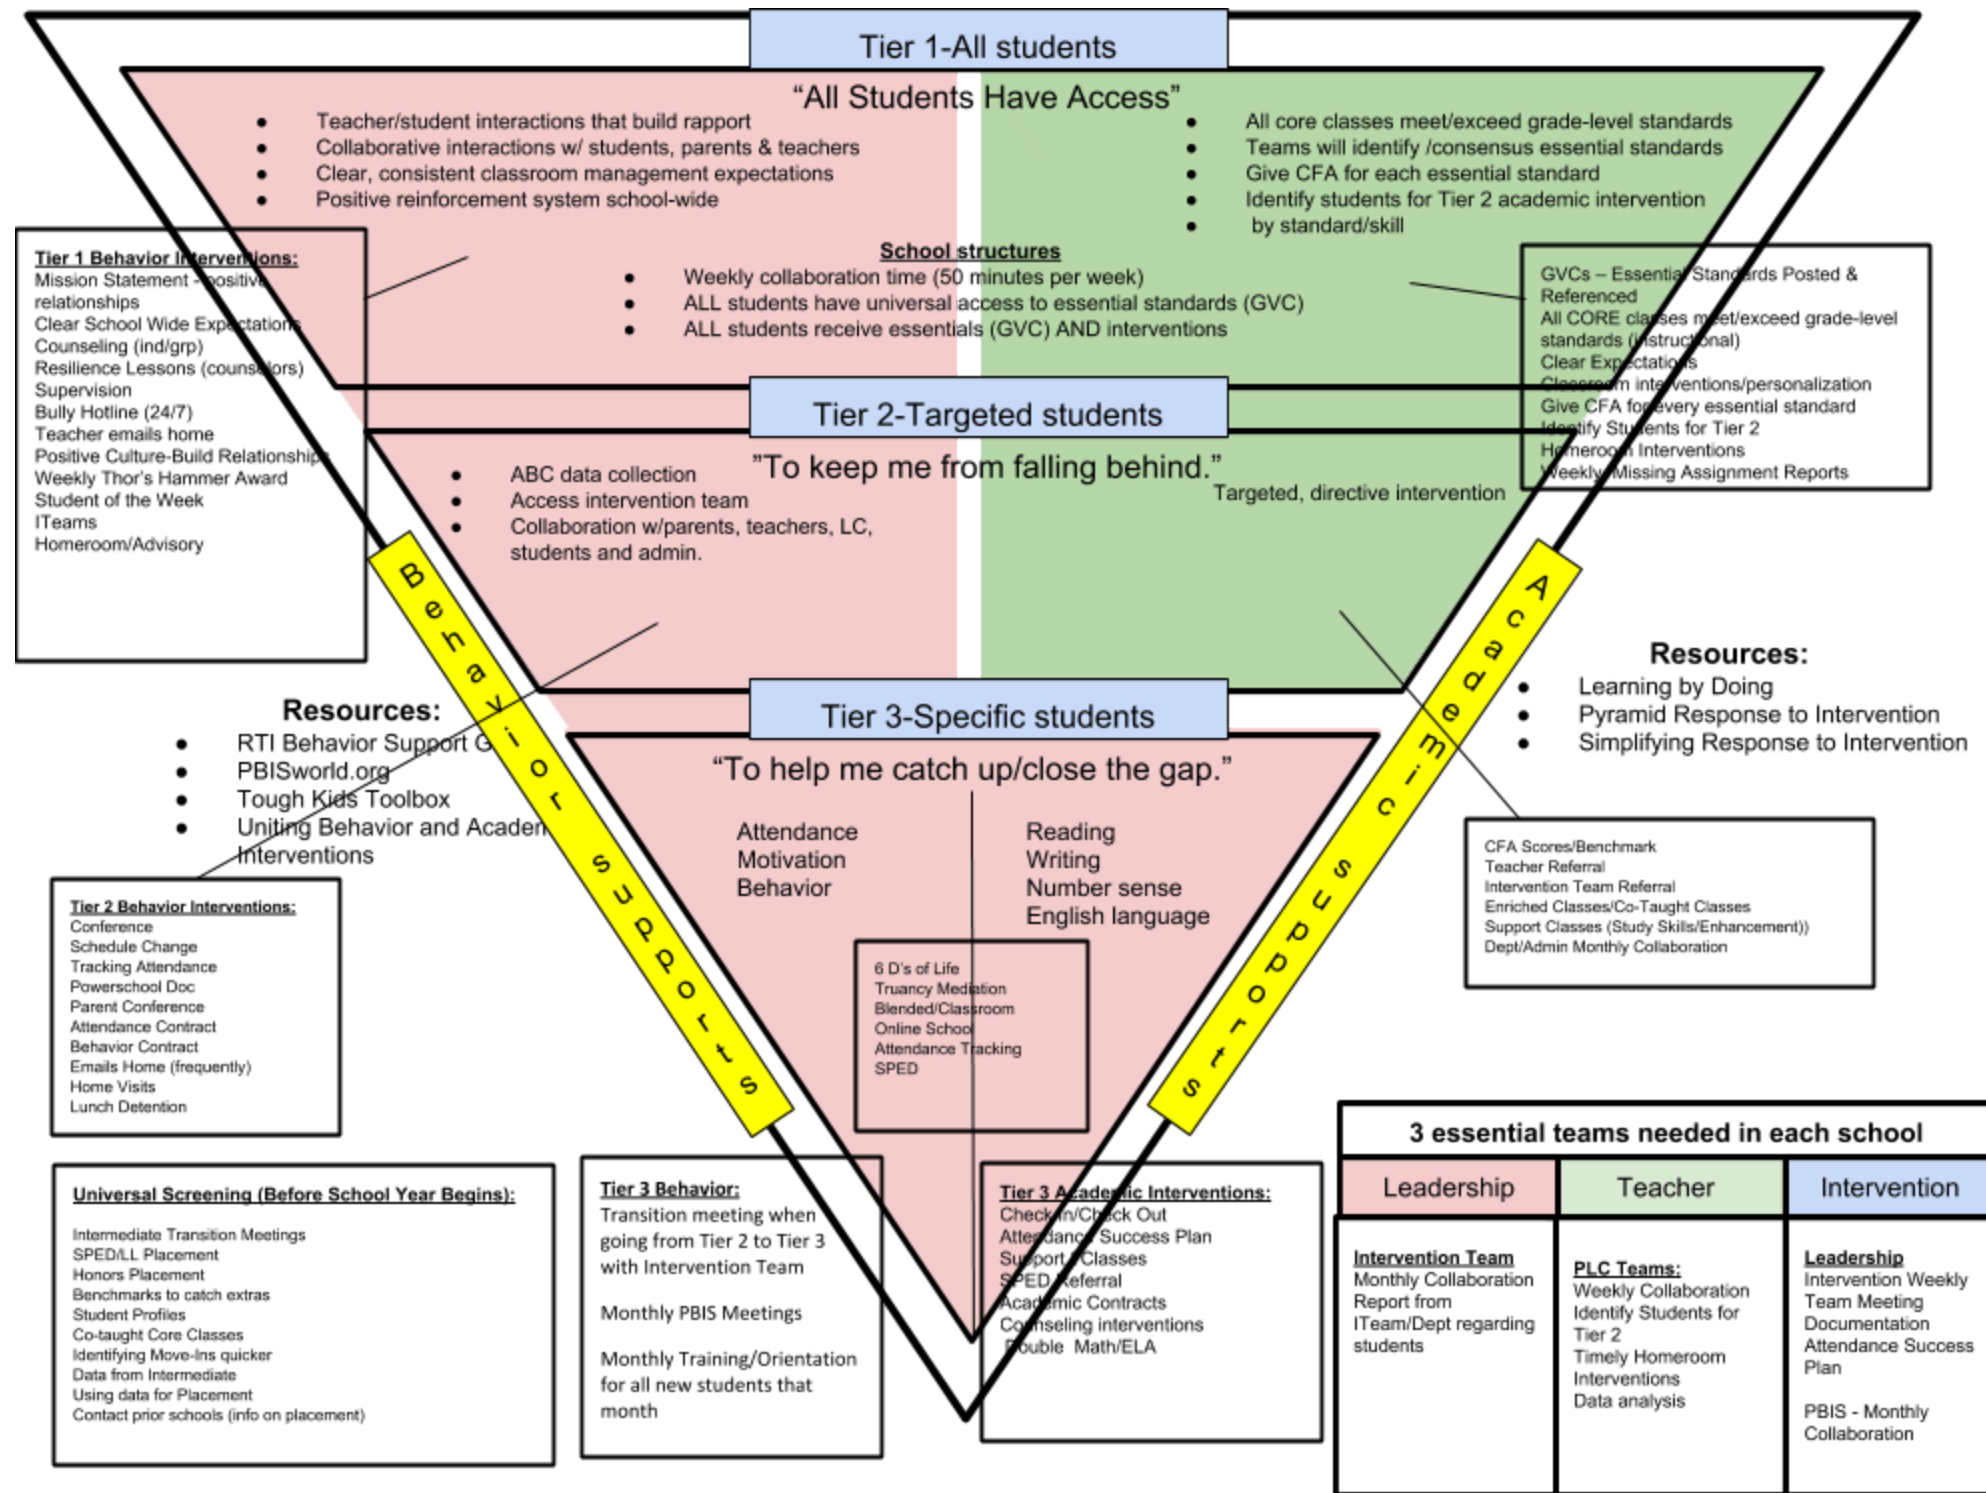 Tier 1-All students
“All Students Have Access”
● Teacher/student interactions that build rapport
● Collaborative interactions w/ students, parents & teachers
● Clear, consistent classroom management expectations
● Positive reinforcement system school-wide
● All core classes meet/exceed grade-level standards
● Teams will identify /consensus essential standards
● Give CFA for each essential standard
● Identify students for Tier 2 academic intervention
● by standard/skill
School structures
● Weekly collaboration time (50 minutes per week)
● ALL students have universal access to essential standards (GVC)
● ALL students receive essentials (GVC) AND interventions
Tier 1 Behavior Interventions:
Mission Statement - positive
relationships
Clear School Wide Expectations
Counseling (ind/grp)
Resilience Lessons (counselors)
Supervision
Bully Hotline (24/7)
Teacher emails home
Positive Culture-Build Relationships
Weekly Thor's Hammer Award
Student of the Week
ITeams
Homeroom/Advisory
GVCs – Essential Standards Posted &
Referenced
All CORE classes meet/exceed grade-level
standards (instructional)
Clear Expectations
Classroom interventions/personalization
Give CFA for every essential standard
Identify Students for Tier 2
Homeroom Interventions
Weekly Missing Assignment Reports
Tier 2-Targeted students
”To keep me from falling behind.”
● ABC data collection
● Access intervention team
● Collaboration w/parents, teachers, LC,
students and admin.
Targeted, directive intervention
Behavior supports
Academic supports
Resources:
● RTI Behavior Support G
● PBISworld.org
● Tough Kids Toolbox
● Uniting Behavior and Academ
Interventions
Resources:
● Learning by Doing
● Pyramid Response to Intervention
● Simplifying Response to Intervention
Tier 3-Specific students
“To help me catch up/close the gap.”
Attendance
Motivation
Behavior
Reading
Writing
Number sense
English language
6 D's of Life
Truancy Mediation
Blended/Classroom
Online School
Attendance Tracking
SPED
CFA Scores/Benchmark
Teacher Referral
Intervention Team Referral
Enriched Classes/Co-Taught Classes
Support Classes (Study Skills/Enhancement))
Dept/Admin Monthly Collaboration
Tier 2 Behavior Interventions:
Conference
Schedule Change
Tracking Attendance
Powerschool Doc
Parent Conference
Attendance Contract
Behavior Contract
Emails Home (frequently)
Home Visits
Lunch Detention
Universal Screening (Before School Year Begins):
Intermediate Transition Meetings
SPED/LL Placement
Honors Placement
Benchmarks to catch extras
Student Profiles
Co-taught Core Classes
Identifying Move-Ins quicker
Data from Intermediate
Using data for Placement
Contact prior schools (info on placement)
Tier 3 Behavior:
Transition meeting when
going from Tier 2 to Tier 3
with Intervention Team
Monthly PBIS Meetings
Monthly Training/Orientation
for all new students that
month
Tier 3 Academic Interventions:
Check In/Check Out
Attendance Success Plan
Support Classes
SPED Referral
Academic Contracts
Counseling interventions
Double Math/ELA
3 essential teams needed in each school
Leadership
Teacher
Intervention
Intervention Team
Monthly Collaboration
Report from
ITeam/Dept regarding
students
PLC Teams:
Weekly Collaboration
Identify Students for
Tier 2
Timely Homeroom
Interventions
Data analysis
Leadership
Intervention Weekly
Team Meeting
Documentation
Attendance Success
Plan
PBIS - Monthly
Collaboration